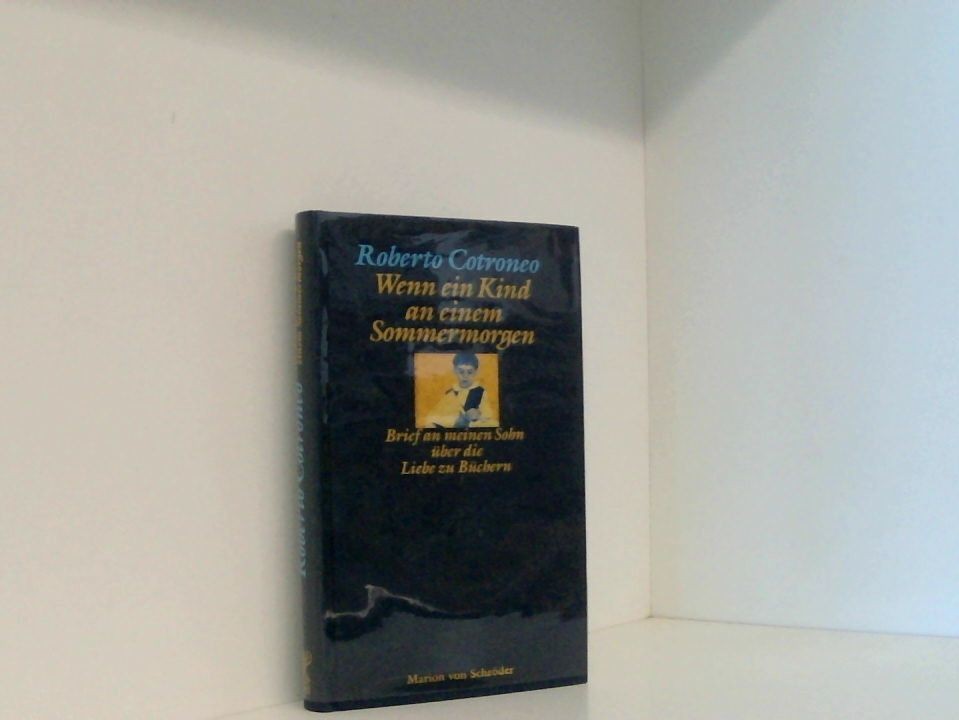 Roberto Cotroneo
Wenn ein Kind
an einem
Sommermorgen
Brief an meinen Sohn
über die
Liebe zu Büchern
Marion von Schröder
Roberto Cotroneo